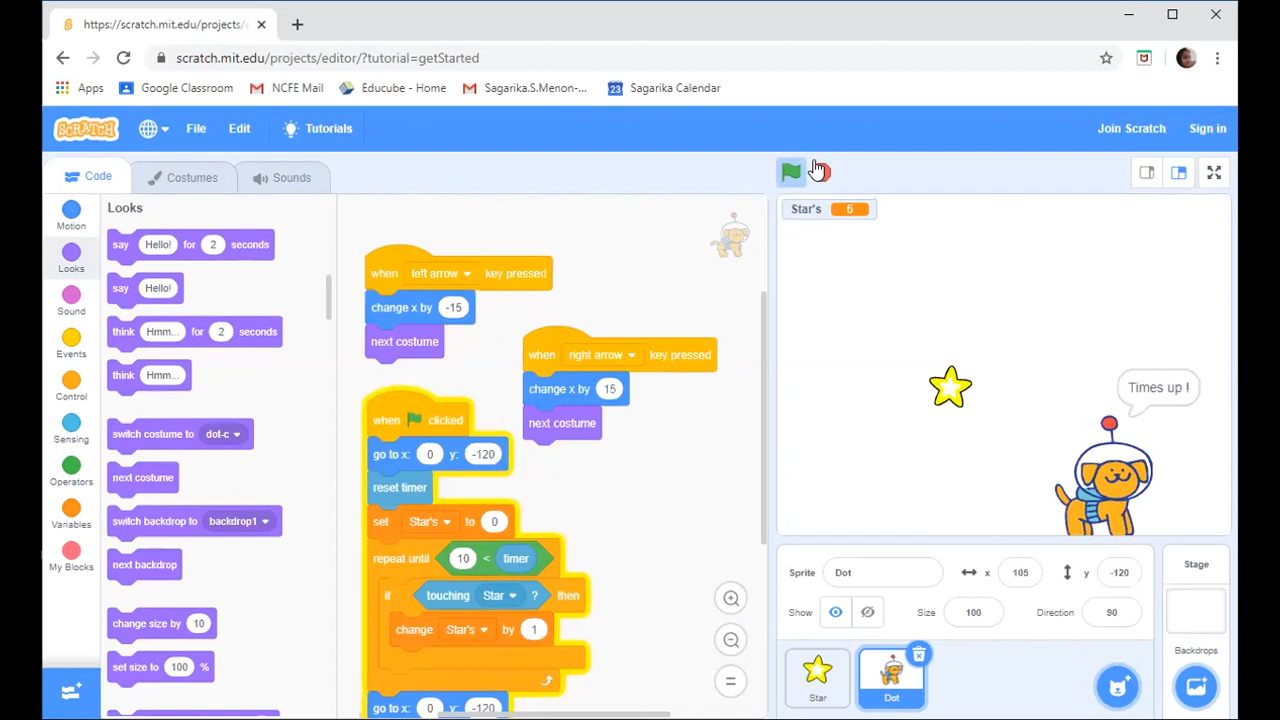 https://scratch.mit.edu/projects/e
scratch.mit.edu/projects/editor/?tutorial=getStarted
Apps Google Classroom NCFE Mail Educube - Home Sagarika.S.Menon-... 23 Sagarika Calendar
SCRATCH File Edit Tutorials Join Scratch Sign in
Code Costumes Sounds
Motion
Looks
Sound
Events
Control
Sensing
Operators
Variables
My Blocks
Looks
say Hello! for 2 seconds
say Hello!
think Hmm... for 2 seconds
think Hmm...
switch costume to dot-c
next costume
switch backdrop to backdrop1
next backdrop
change size by 10
set size to 100 %
when left arrow key pressed
change x by -15
next costume
when right arrow key pressed
change x by 15
next costume
when clicked
go to x: 0 y: -120
reset timer
set Star's to 0
repeat until 10 < timer
if touching Star ? then
change Star's by 1
go to x: 0 y: -120
Star's 6
Times up !
Sprite Dot x 105 y -120
Show Size 100 Direction 90
Star
Dot
Stage
Backdrops